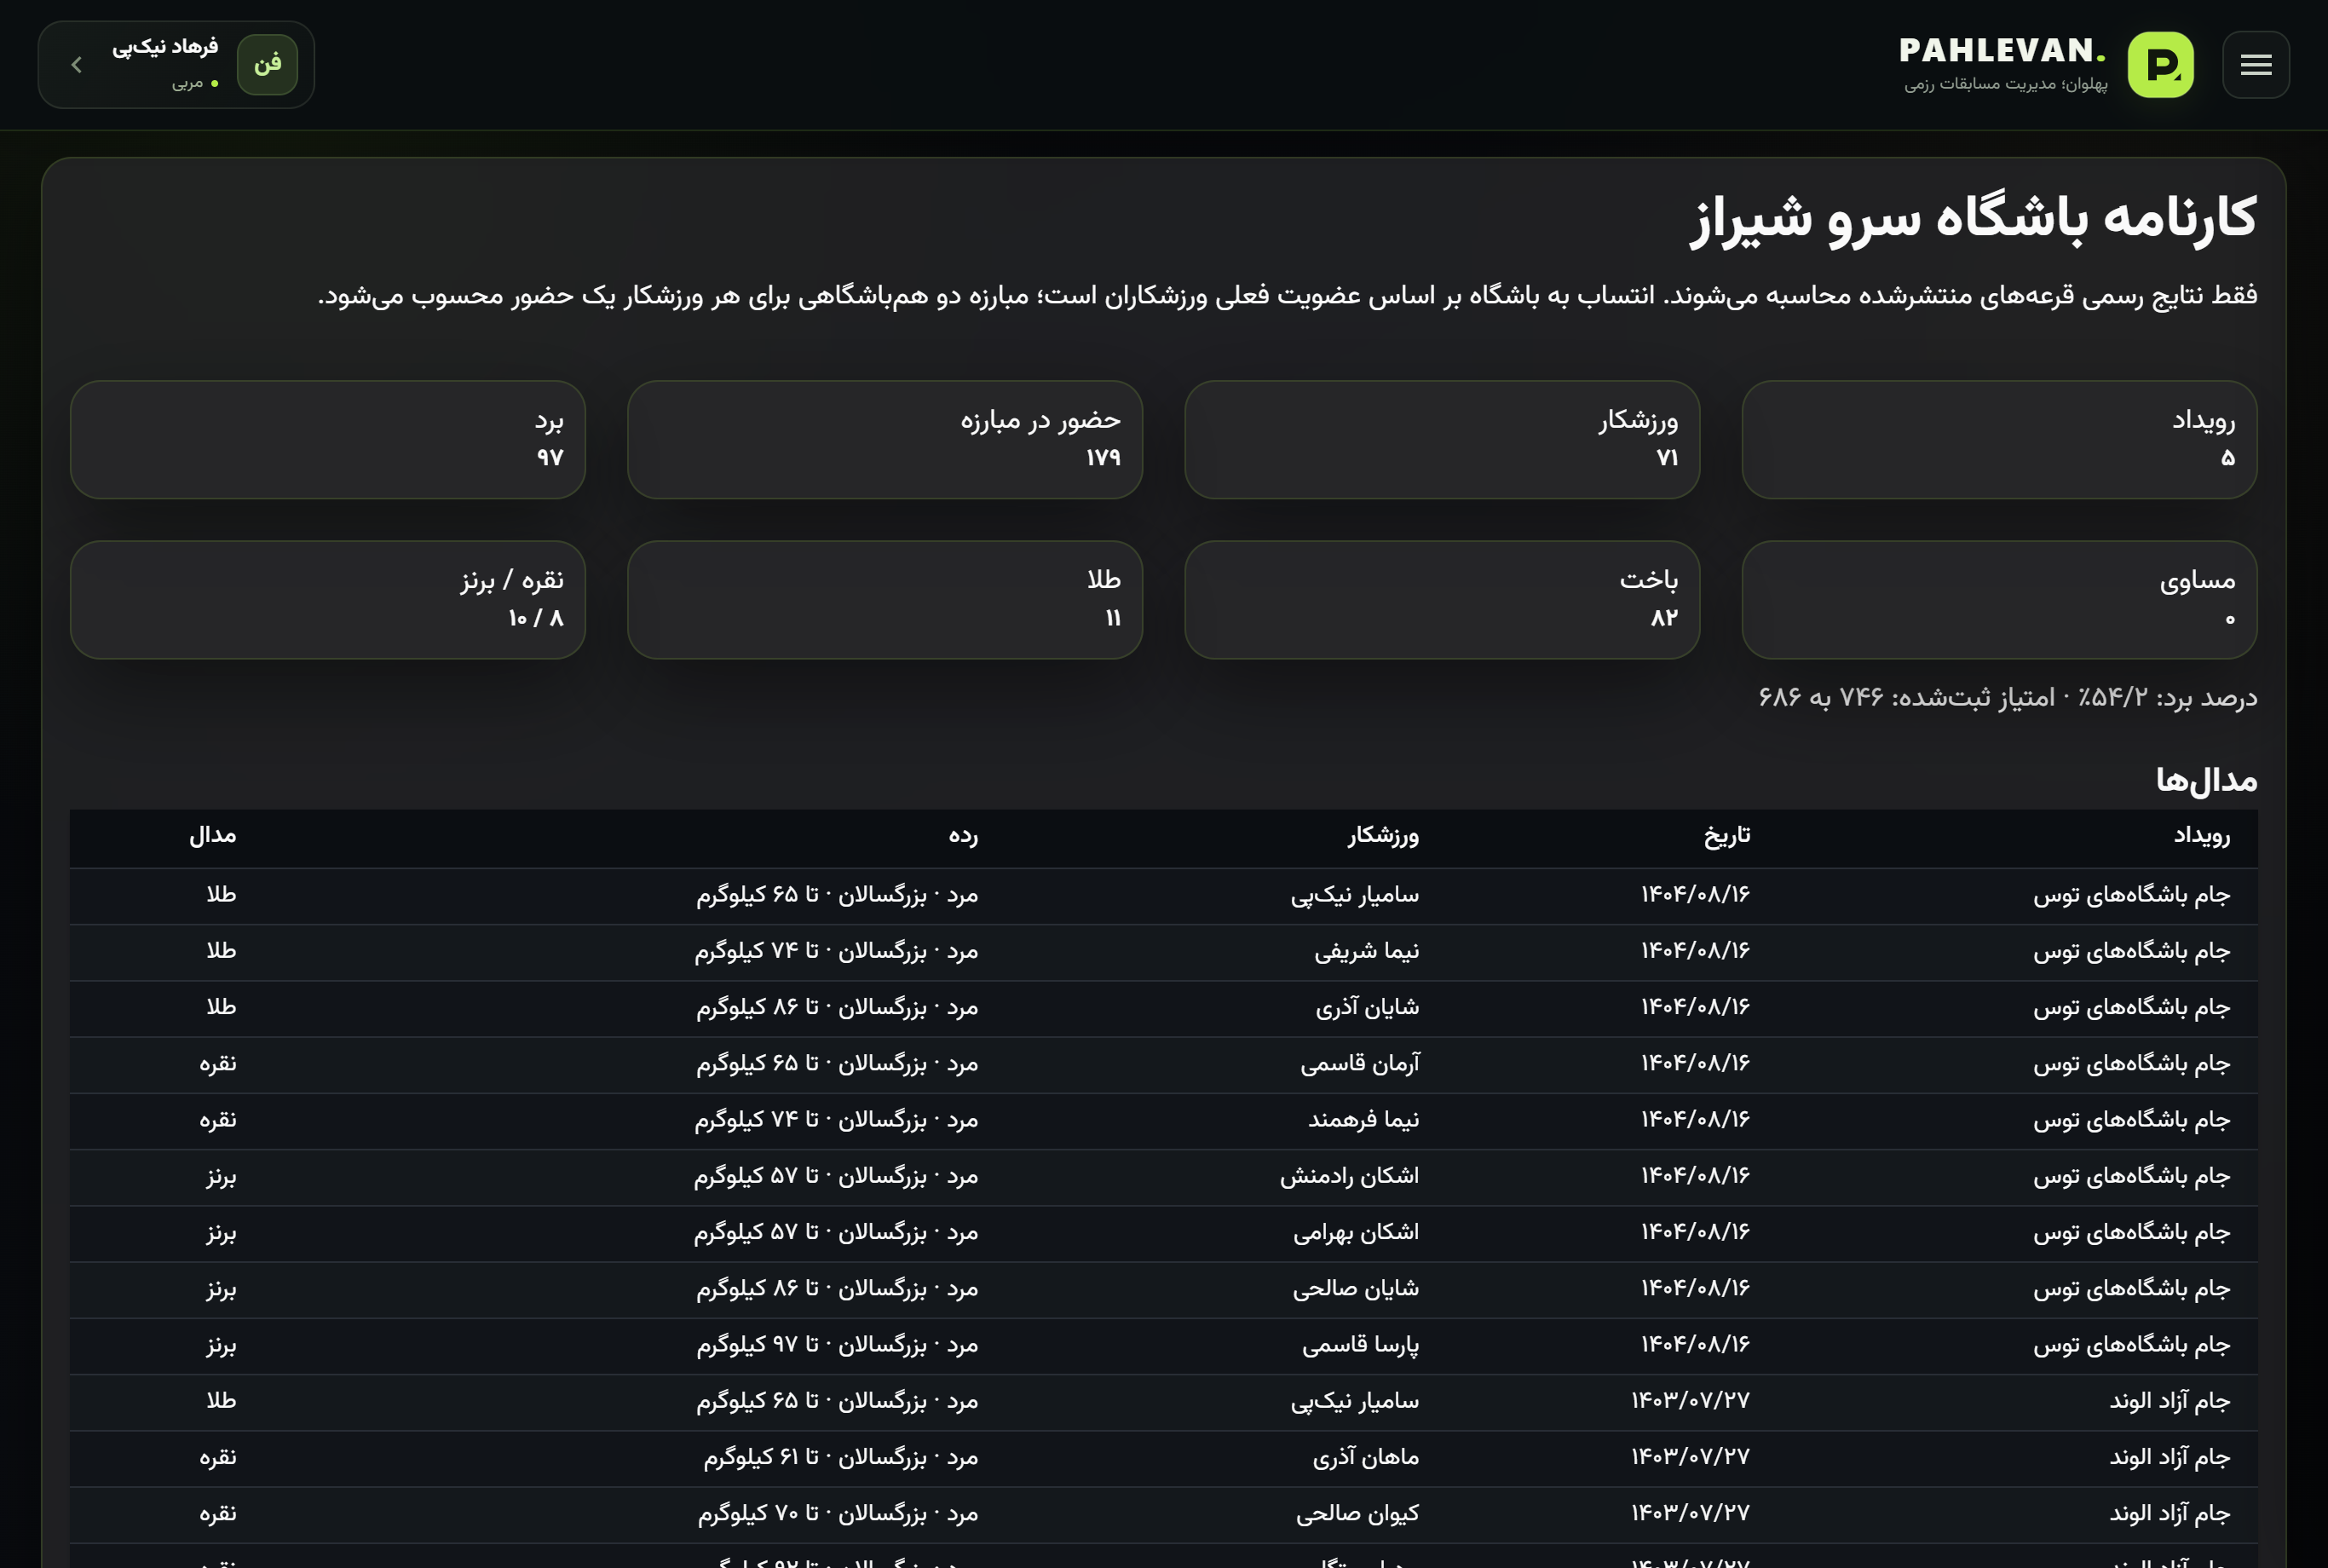 PAHLEVAN.
پهلوان؛ مدیریت مسابقات رزمی
فن
فرهاد نیک‌پی
مربی
کارنامه باشگاه سرو شیراز
فقط نتایج رسمی قرعه‌های منتشرشده محاسبه می‌شوند. انتساب به باشگاه بر اساس عضویت فعلی ورزشکاران است؛ مبارزه دو هم‌باشگاهی برای هر ورزشکار یک حضور محسوب می‌شود.
رویداد
۵
ورزشکار
۷۱
حضور در مبارزه
۱۷۹
برد
۹۷
مساوی
۰
باخت
۸۲
طلا
۱۱
نقره / برنز
۸ / ۱۰
درصد برد: ۵۴/۲٪ · امتیاز ثبت‌شده: ۷۴۶ به ۶۸۶
مدال‌ها
رویداد تاریخ ورزشکار رده مدال
جام باشگاه‌های توس ۱۴۰۴/۰۸/۱۶ سامیار نیک‌پی مرد · بزرگسالان · تا ۶۵ کیلوگرم طلا
جام باشگاه‌های توس ۱۴۰۴/۰۸/۱۶ نیما شریفی مرد · بزرگسالان · تا ۷۴ کیلوگرم طلا
جام باشگاه‌های توس ۱۴۰۴/۰۸/۱۶ شایان آذری مرد · بزرگسالان · تا ۸۶ کیلوگرم طلا
جام باشگاه‌های توس ۱۴۰۴/۰۸/۱۶ آرمان قاسمی مرد · بزرگسالان · تا ۶۵ کیلوگرم نقره
جام باشگاه‌های توس ۱۴۰۴/۰۸/۱۶ نیما فرهمند مرد · بزرگسالان · تا ۷۴ کیلوگرم نقره
جام باشگاه‌های توس ۱۴۰۴/۰۸/۱۶ اشکان رادمنش مرد · بزرگسالان · تا ۵۷ کیلوگرم برنز
جام باشگاه‌های توس ۱۴۰۴/۰۸/۱۶ اشکان بهرامی مرد · بزرگسالان · تا ۵۷ کیلوگرم برنز
جام باشگاه‌های توس ۱۴۰۴/۰۸/۱۶ شایان صالحی مرد · بزرگسالان · تا ۸۶ کیلوگرم برنز
جام باشگاه‌های توس ۱۴۰۴/۰۸/۱۶ پارسا قاسمی مرد · بزرگسالان · تا ۹۷ کیلوگرم برنز
جام آزاد الوند ۱۴۰۳/۰۷/۲۷ سامیار نیک‌پی مرد · بزرگسالان · تا ۶۵ کیلوگرم طلا
جام آزاد الوند ۱۴۰۳/۰۷/۲۷ ماهان آذری مرد · بزرگسالان · تا ۶۱ کیلوگرم نقره
جام آزاد الوند ۱۴۰۳/۰۷/۲۷ کیوان صالحی مرد · بزرگسالان · تا ۷۰ کیلوگرم نقره
جام آزاد الوند ۱۴۰۳/۰۷/۲۷ مرد · بزرگسالان · تا ۹۲ کیلوگرم نقره